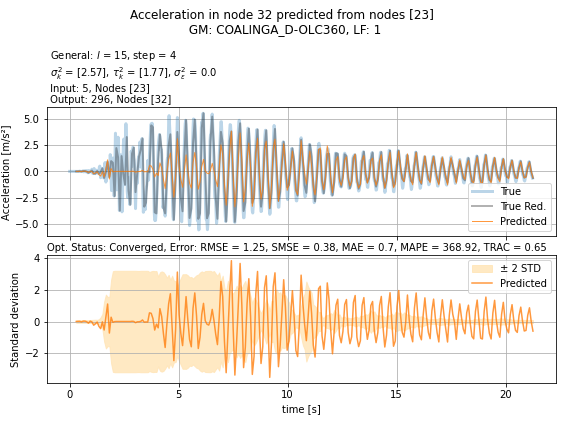 Acceleration in node 32 predicted from nodes [23]
GM: COALINGA_D-OLC360, LF: 1
General: l = 15, step = 4
σ²ₖ = [2.57], τ²ₖ = [1.77], σ²ε = 0.0
Input: 5, Nodes [23]
Output: 296, Nodes [32]
Acceleration [m/s²]
5.0
2.5
0.0
−2.5
−5.0
True
True Red.
Predicted
Opt. Status: Converged, Error: RMSE = 1.25, SMSE = 0.38, MAE = 0.7, MAPE = 368.92, TRAC = 0.65
Standard deviation
4
2
0
−2
± 2 STD
Predicted
0
5
10
15
20
time [s]